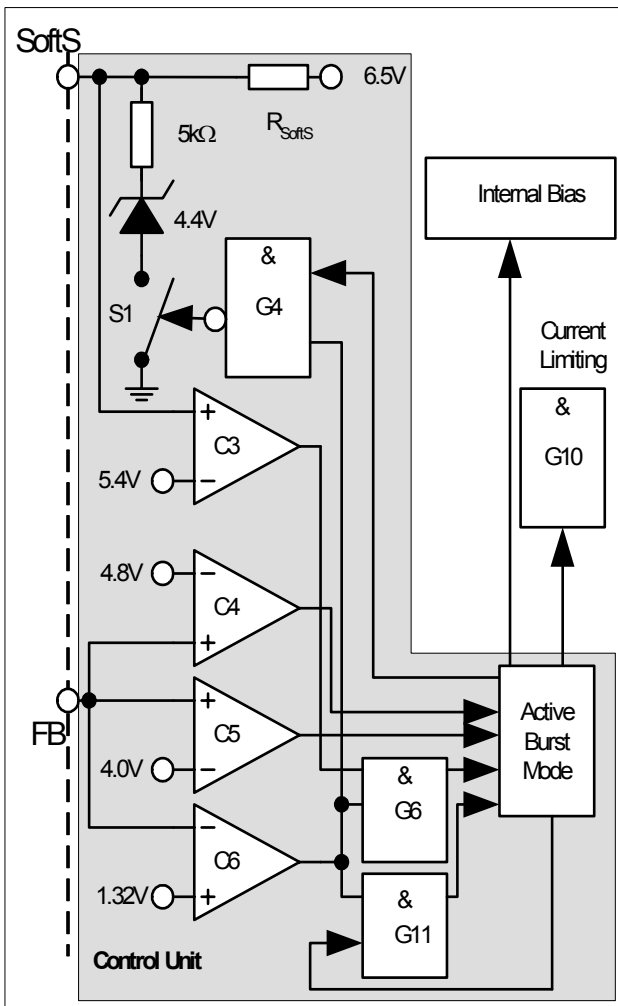 SoftS
6.5V
5kΩ
R_SoftS
4.4V
Internal Bias
&
G4
S1
Current
Limiting
&
G10
+
C3
5.4V
−
4.8V
−
C4
+
FB
+
C5
4.0V
−
Active
Burst
Mode
&
G6
−
C6
1.32V
+
&
G11
Control Unit